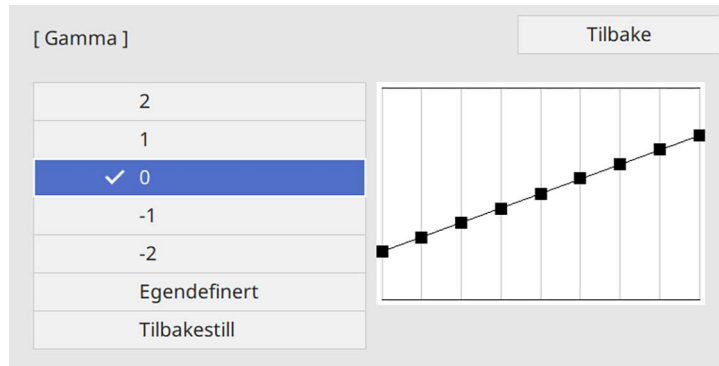 [ Gamma ]
Tilbake
2
1
0
-1
-2
Egendefinert
Tilbakestill